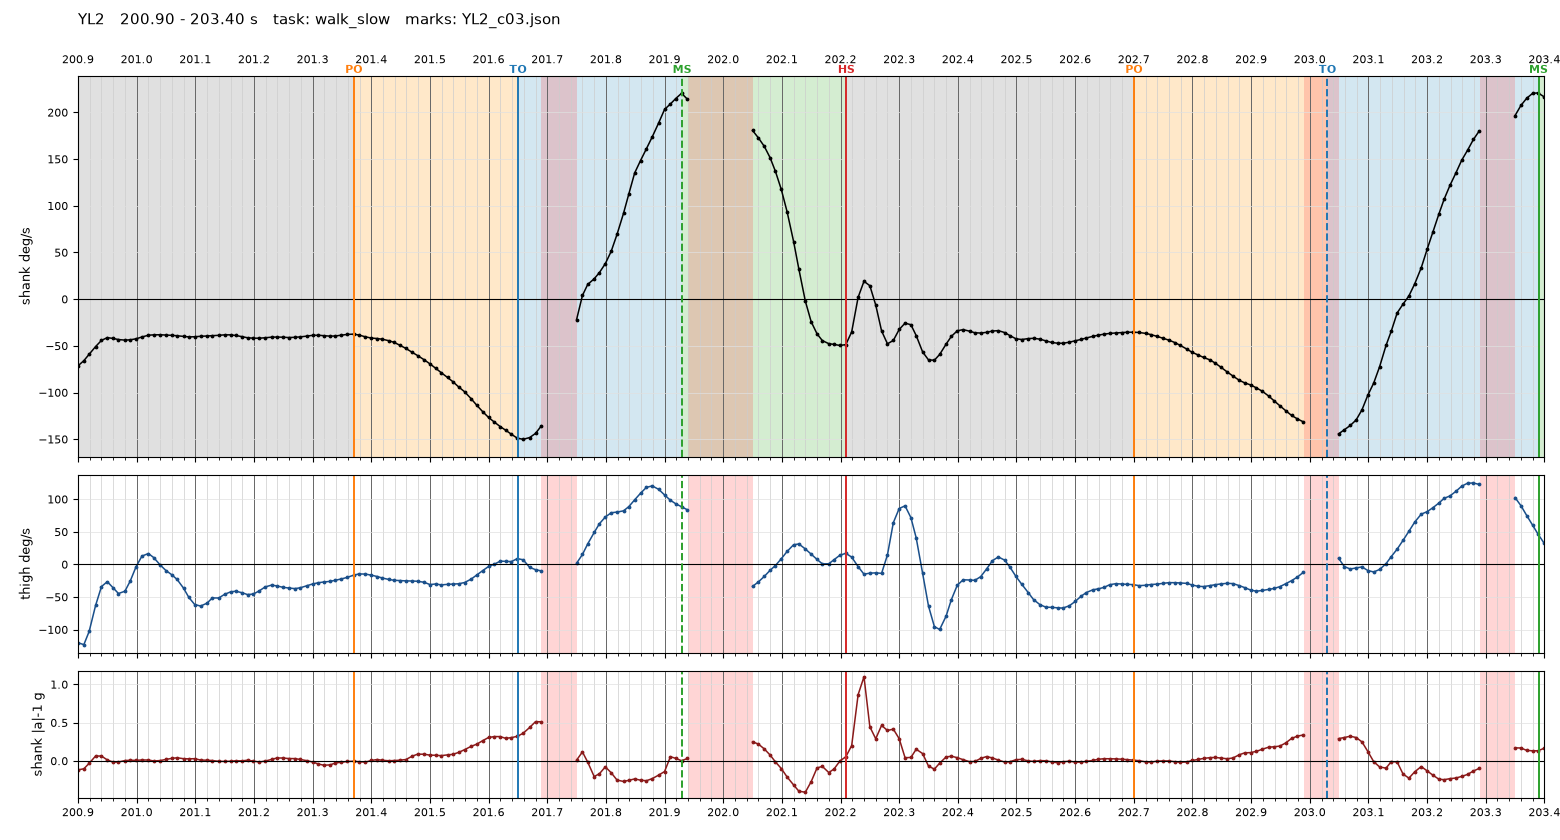 YL2 200.90 - 203.40 s task: walk_slow marks: YL2_c03.json
200.9 201.0 201.1 201.2 201.3 201.4 201.5 201.6 201.7 201.8 201.9 202.0 202.1 202.2 202.3 202.4 202.5 202.6 202.7 202.8 202.9 203.0 203.1 203.2 203.3 203.4
PO TO MS HS PO TO MS
shank deg/s
200
150
100
50
0
−50
−100
−150
thigh deg/s
100
50
0
−50
−100
shank |a|-1 g
1.0
0.5
0.0
200.9 201.0 201.1 201.2 201.3 201.4 201.5 201.6 201.7 201.8 201.9 202.0 202.1 202.2 202.3 202.4 202.5 202.6 202.7 202.8 202.9 203.0 203.1 203.2 203.3 203.4